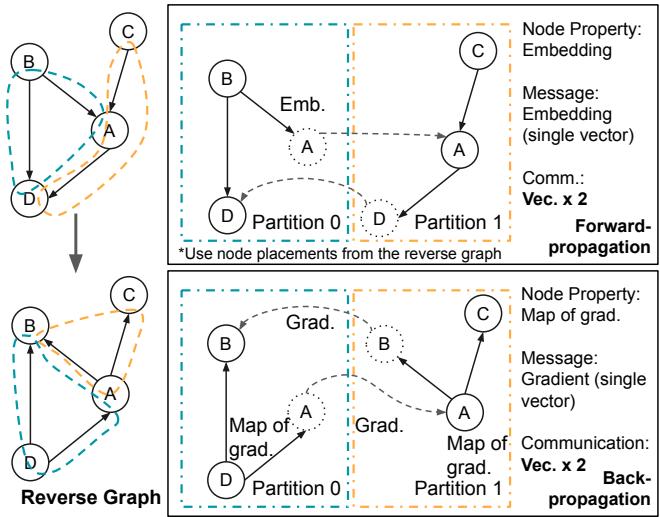 C
B
A
D
B
Emb.
A
D
Partition 0
C
A
D
Partition 1
*Use node placements from the reverse graph
Node Property:
Embedding
Message:
Embedding
(single vector)
Comm.:
Vec. x 2
Forward-
propagation
C
B
A
D
Reverse Graph
B
Grad.
A
Map of
grad.
D
Partition 0
B
C
Grad.
A
Map of
grad.
Partition 1
Node Property:
Map of grad.
Message:
Gradient (single
vector)
Communication:
Vec. x 2
Back-
propagation